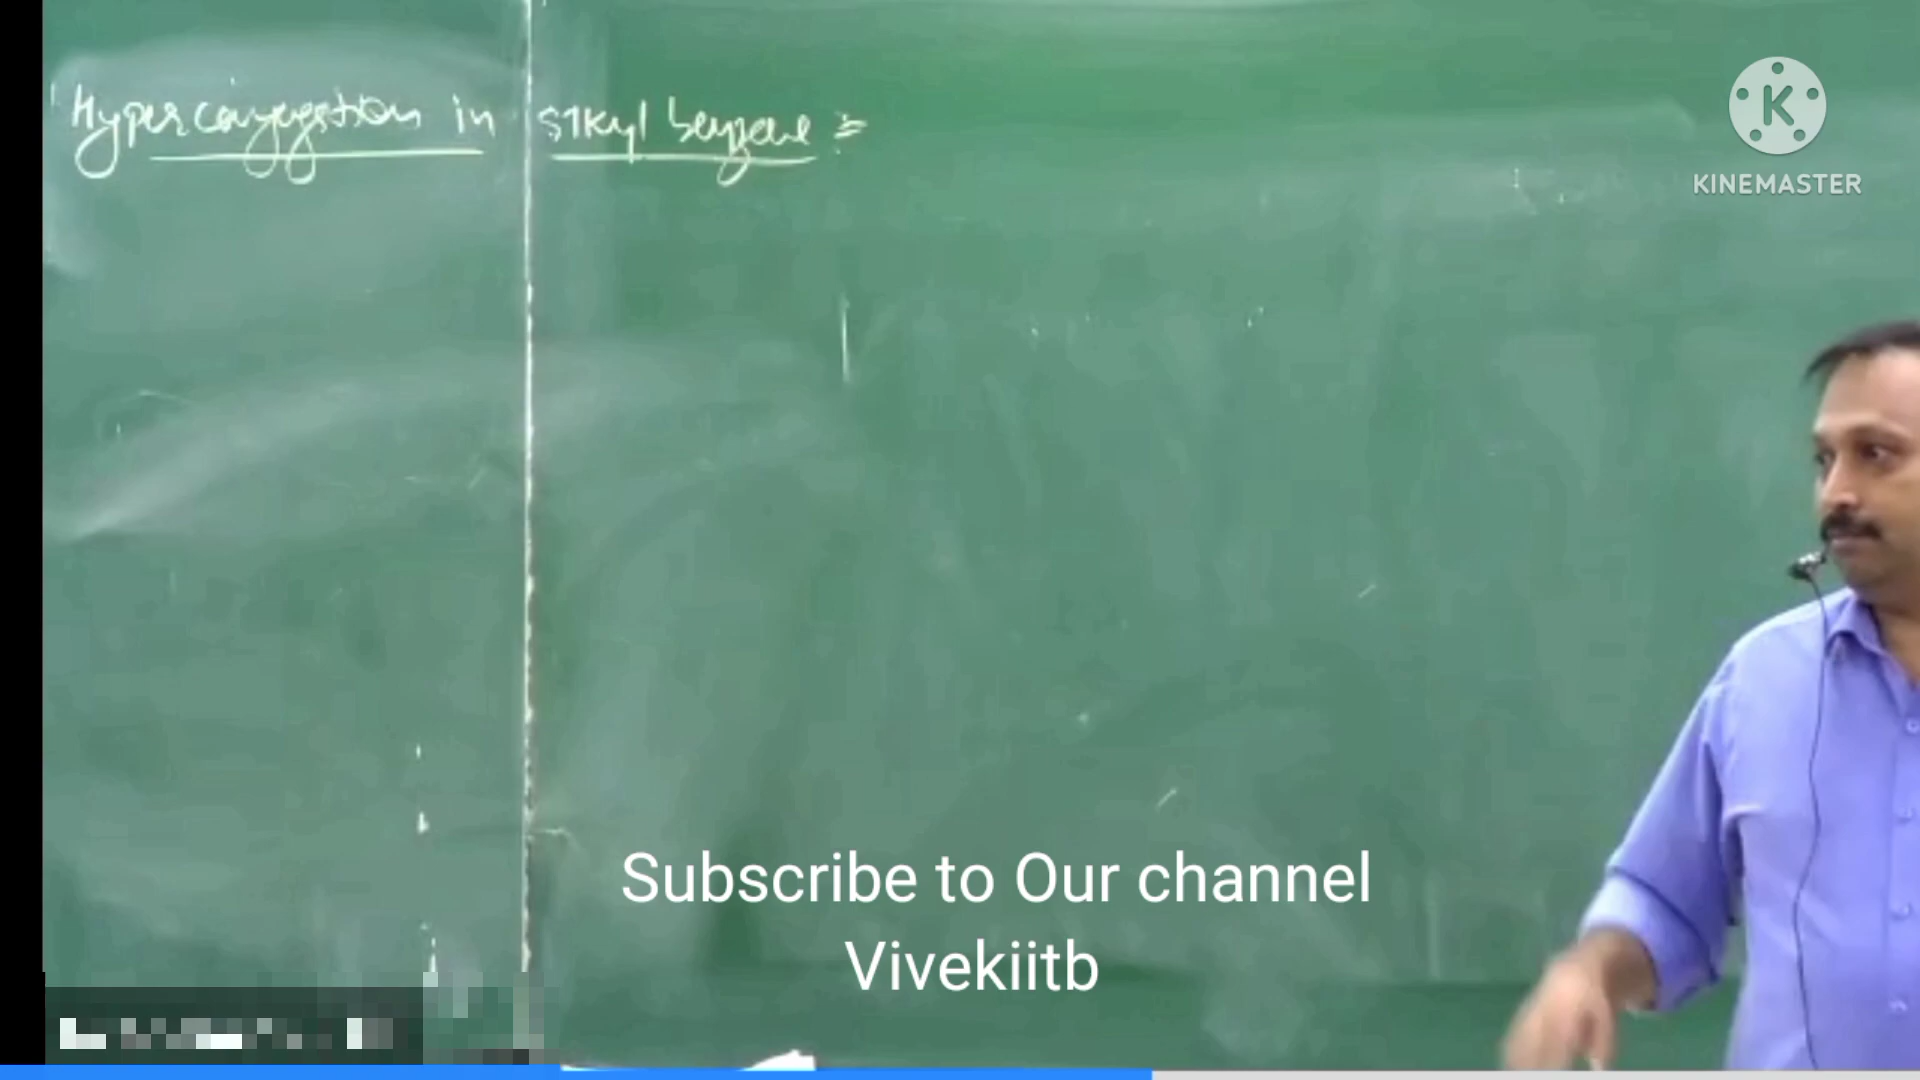 Hyperconjugation in alkyl benzene :-
KINEMASTER
Subscribe to Our channel
Vivekiitb